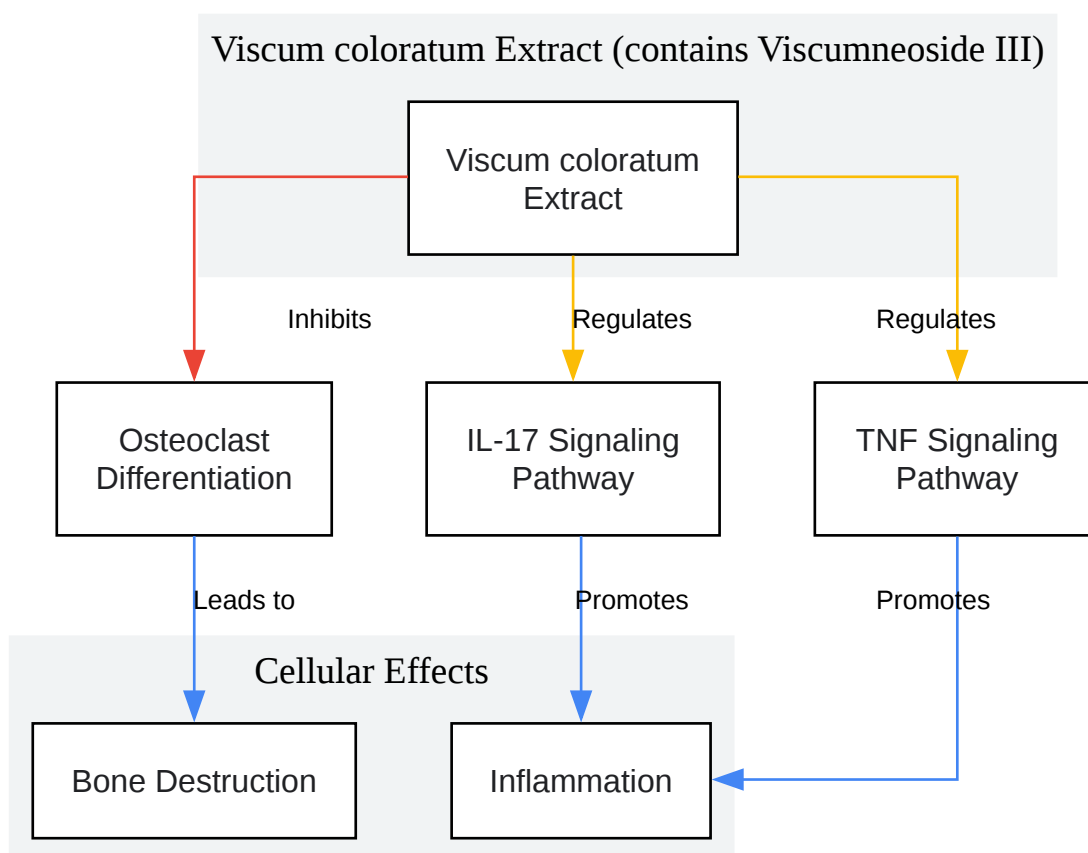 Viscum coloratum Extract (contains Viscumneoside III)
Viscum coloratum
Extract
Inhibits
Regulates
Regulates
Osteoclast
Differentiation
IL-17 Signaling
Pathway
TNF Signaling
Pathway
Leads to
Promotes
Promotes
Cellular Effects
Bone Destruction
Inflammation